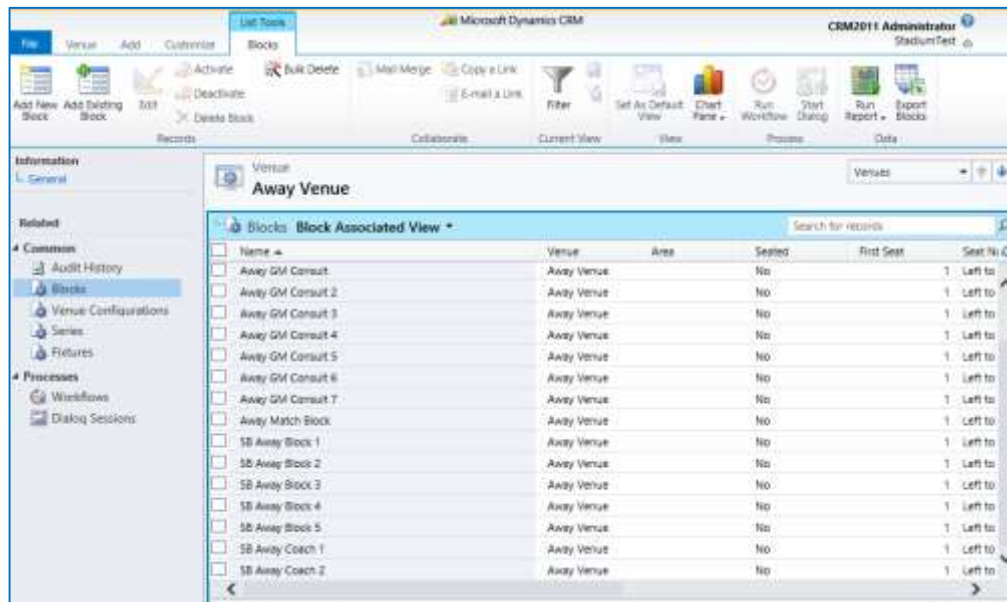 List Tools
Microsoft Dynamics CRM
CRM2011 Administrator
StadiumTest
File Venue Add Customize Blocks
Add New Block
Add Existing Block
Edit
Activate
Deactivate
Delete Block
Bulk Delete
Mail Merge
Copy a Link
E-mail a Link
Filter
Set As Default View
Chart Pane
Run Workflow
Start Dialog
Run Report
Export Blocks
Records Collaborate Current View View Process Data
Information
General
Related
Common
Audit History
Blocks
Venue Configurations
Series
Fixtures
Processes
Workflows
Dialog Sessions
Venue
Away Venue
Venues
Blocks Block Associated View
Search for records
Name Venue Area Seated First Seat Seat Nu
Away GM Consult Away Venue No 1 Left to
Away GM Consult 2 Away Venue No 1 Left to
Away GM Consult 3 Away Venue No 1 Left to
Away GM Consult 4 Away Venue No 1 Left to
Away GM Consult 5 Away Venue No 1 Left to
Away GM Consult 6 Away Venue No 1 Left to
Away GM Consult 7 Away Venue No 1 Left to
Away Match Block Away Venue No 1 Left to
SB Away Block 1 Away Venue No 1 Left to
SB Away Block 2 Away Venue No 1 Left to
SB Away Block 3 Away Venue No 1 Left to
SB Away Block 4 Away Venue No 1 Left to
SB Away Block 5 Away Venue No 1 Left to
SB Away Coach 1 Away Venue No 1 Left to
SB Away Coach 2 Away Venue No 1 Left to